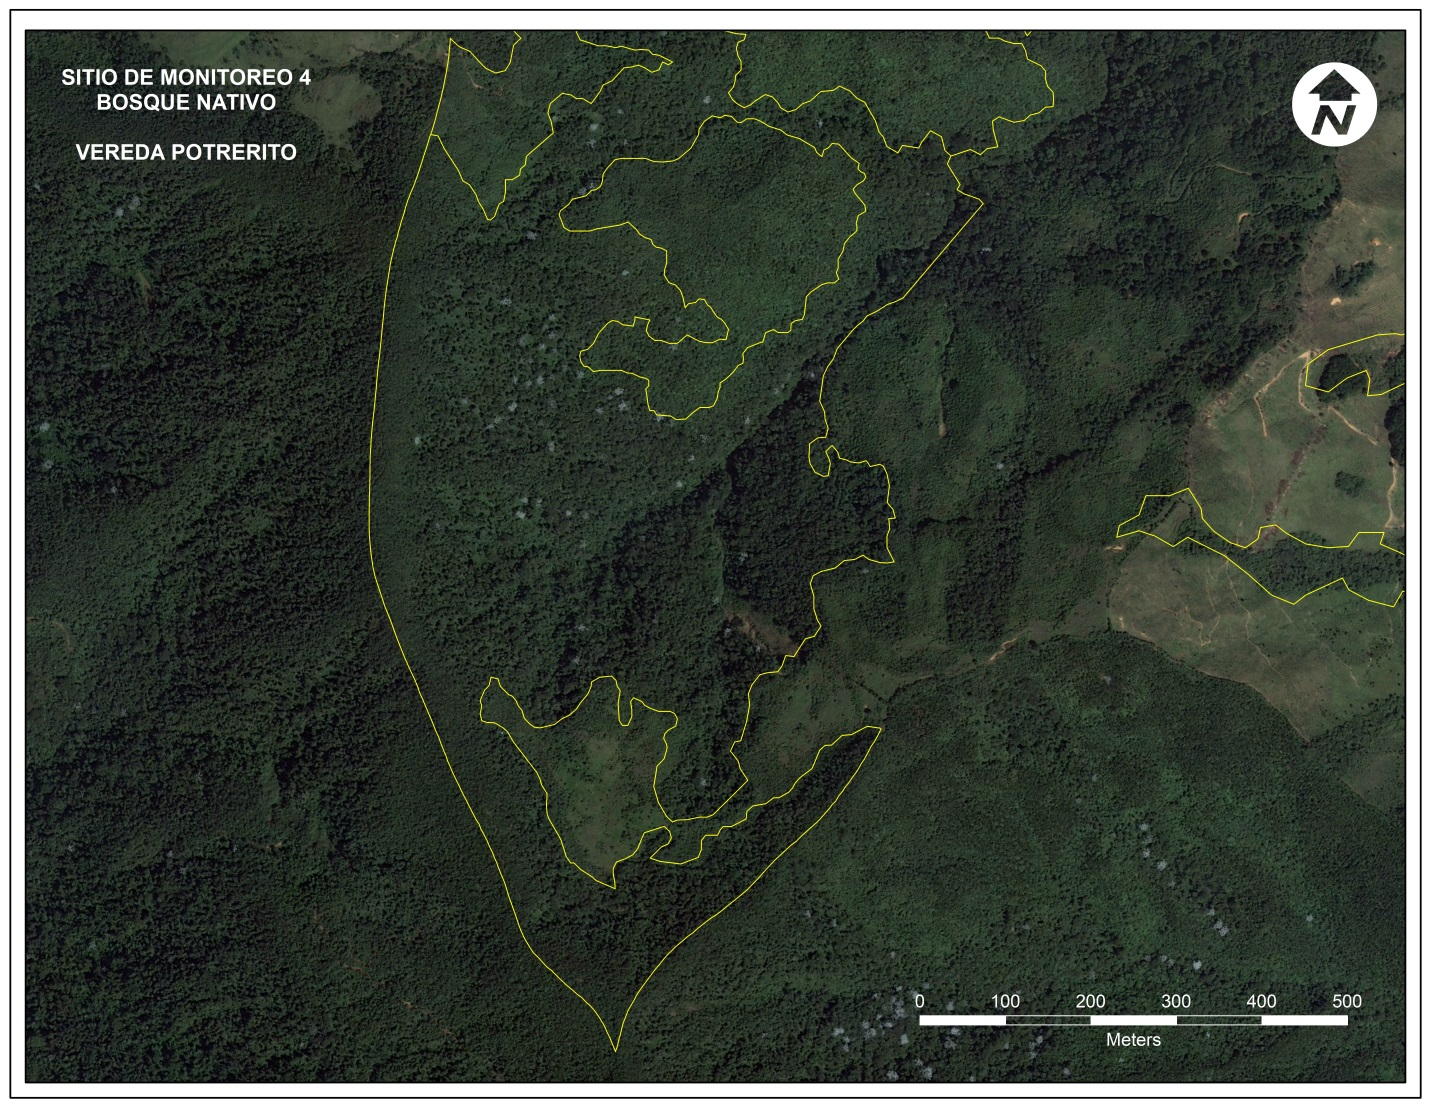 SITIO DE MONITOREO 4
BOSQUE NATIVO
VEREDA POTRERITO
N
0 100 200 300 400 500
Meters